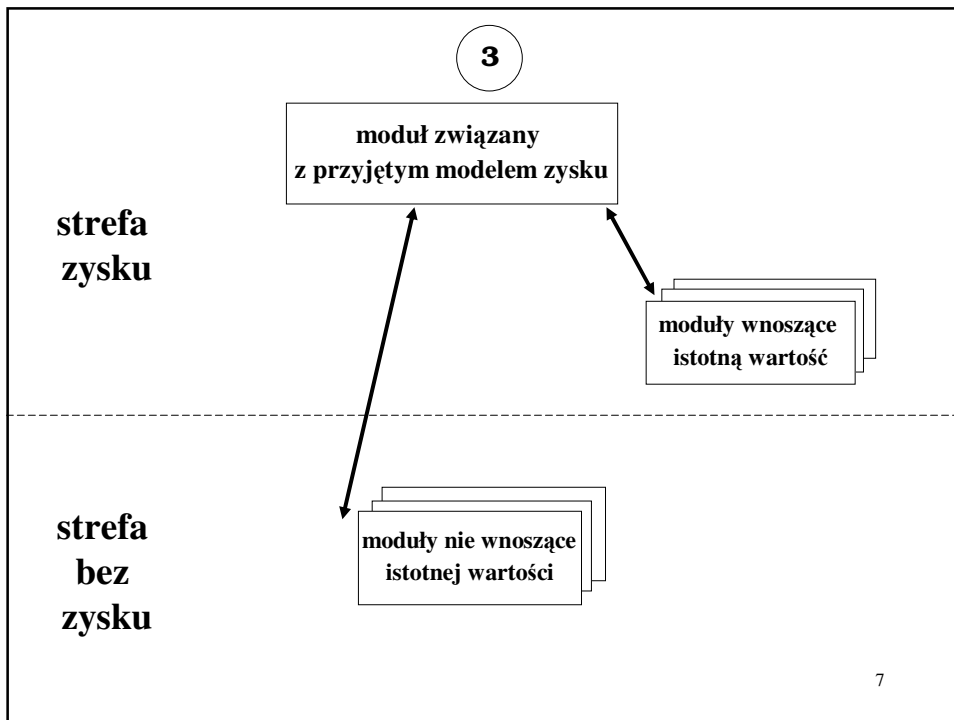 3
moduł związany
z przyjętym modelem zysku
strefa
zysku
moduły wnoszące
istotną wartość
strefa
bez
zysku
moduły nie wnoszące
istotnej wartości
7